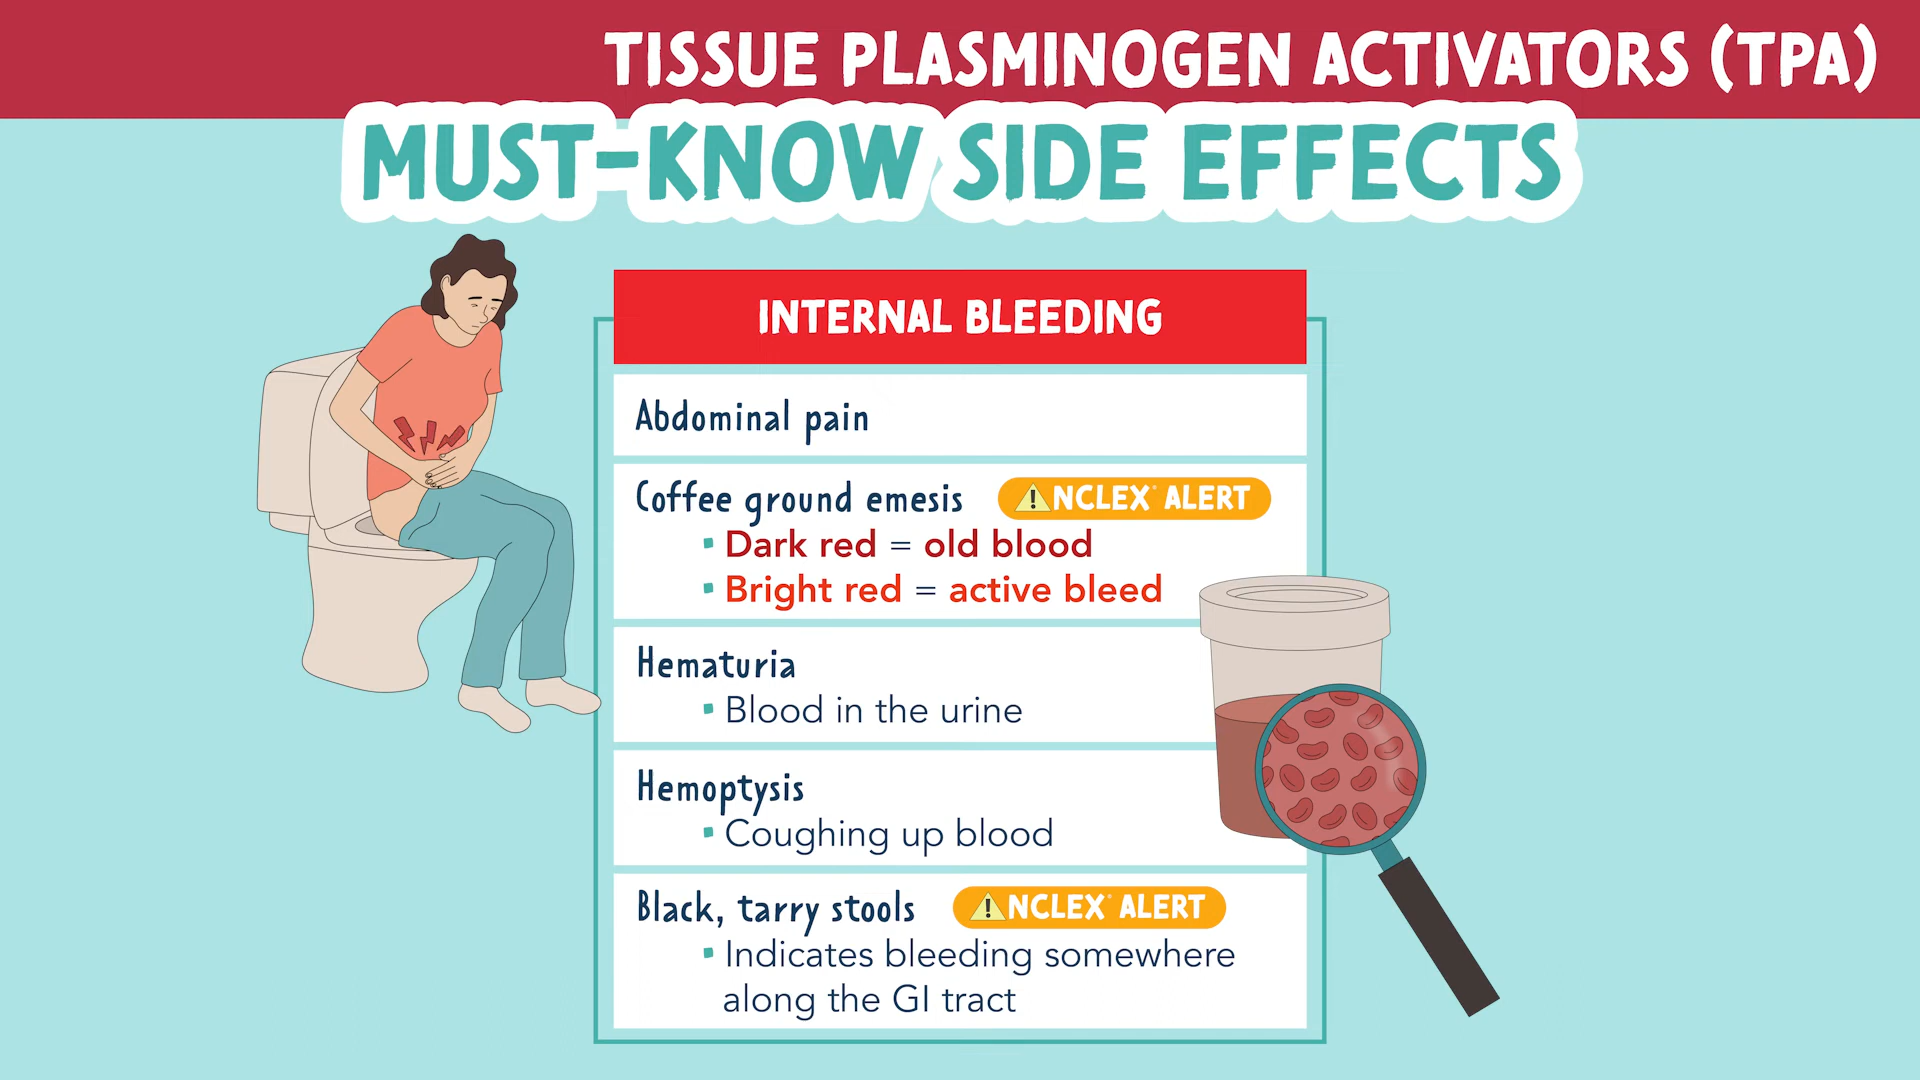 TISSUE PLASMINOGEN ACTIVATORS (TPA)
MUST-KNOW SIDE EFFECTS
INTERNAL BLEEDING
Abdominal pain
Coffee ground emesis NCLEX® ALERT
▪ Dark red = old blood
▪ Bright red = active bleed
Hematuria
▪ Blood in the urine
Hemoptysis
▪ Coughing up blood
Black, tarry stools NCLEX® ALERT
▪ Indicates bleeding somewhere
along the GI tract